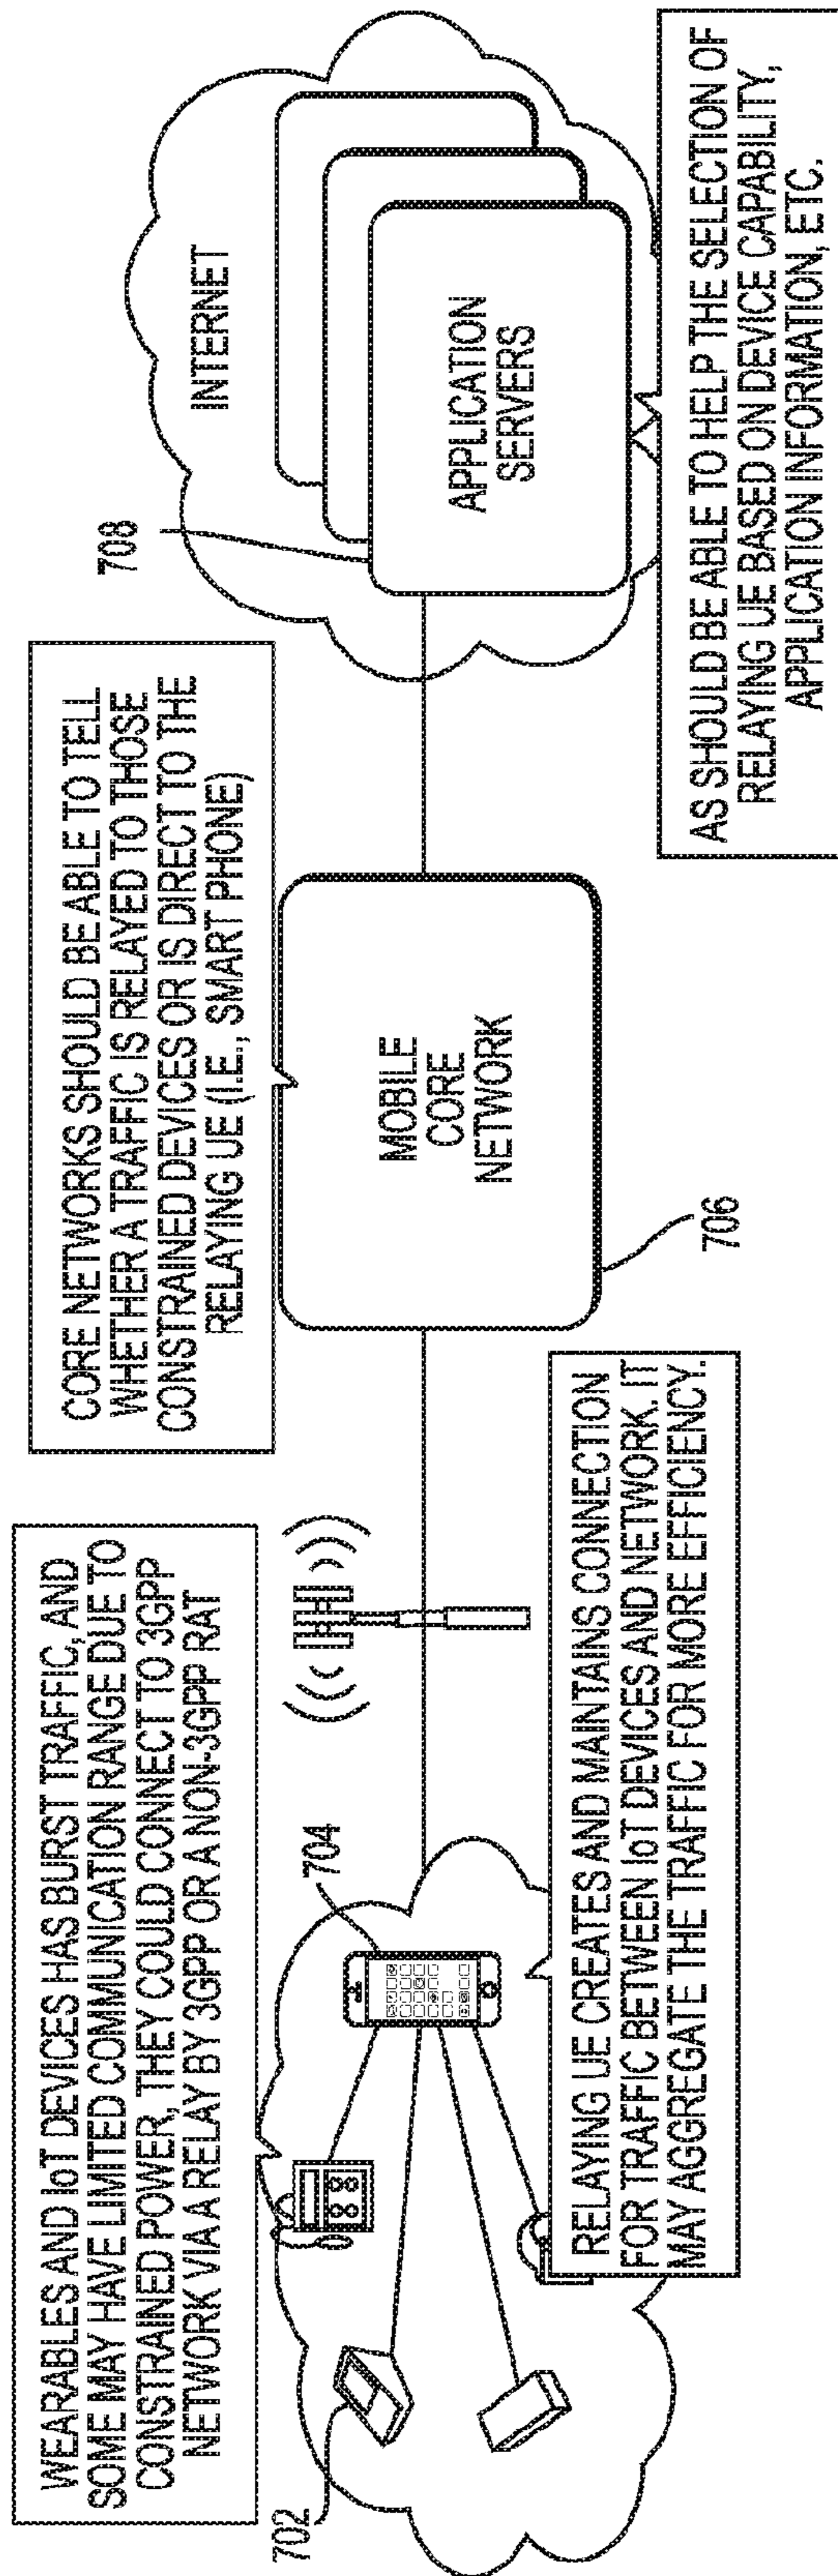 WEARABLES AND IoT DEVICES HAS BURST TRAFFIC, AND
SOME MAY HAVE LIMITED COMMUNICATION RANGE DUE TO
CONSTRAINED POWER, THEY COULD CONNECT TO 3GPP
NETWORK VIA A RELAY BY 3GPP OR A NON-3GPP RAT
CORE NETWORKS SHOULD BE ABLE TO TELL
WHETHER A TRAFFIC IS RELAYED TO THOSE
CONSTRAINED DEVICES OR IS DIRECT TO THE
RELAYING UE (I.E., SMART PHONE)
702
704
708
INTERNET
MOBILE
CORE
NETWORK
APPLICATION
SERVERS
706
RELAYING UE CREATES AND MAINTAINS CONNECTION
FOR TRAFFIC BETWEEN IoT DEVICES AND NETWORK. IT
MAY AGGREGATE THE TRAFFIC FOR MORE EFFICIENCY.
AS SHOULD BE ABLE TO HELP THE SELECTION OF
RELAYING UE BASED ON DEVICE CAPABILITY,
APPLICATION INFORMATION, ETC.